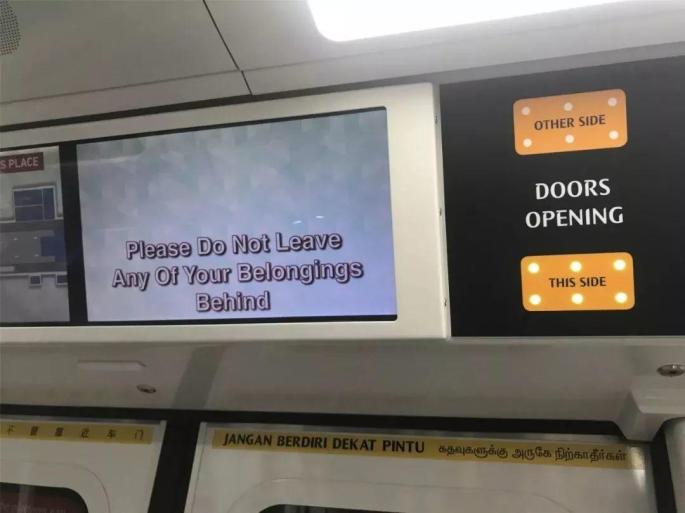 S PLACE
Please Do Not Leave
Any Of Your Belongings
Behind
OTHER SIDE
DOORS
OPENING
THIS SIDE
JANGAN BERDIRI DEKAT PINTU
கதவுகளுக்கு அருகே நிற்காதீர்கள்